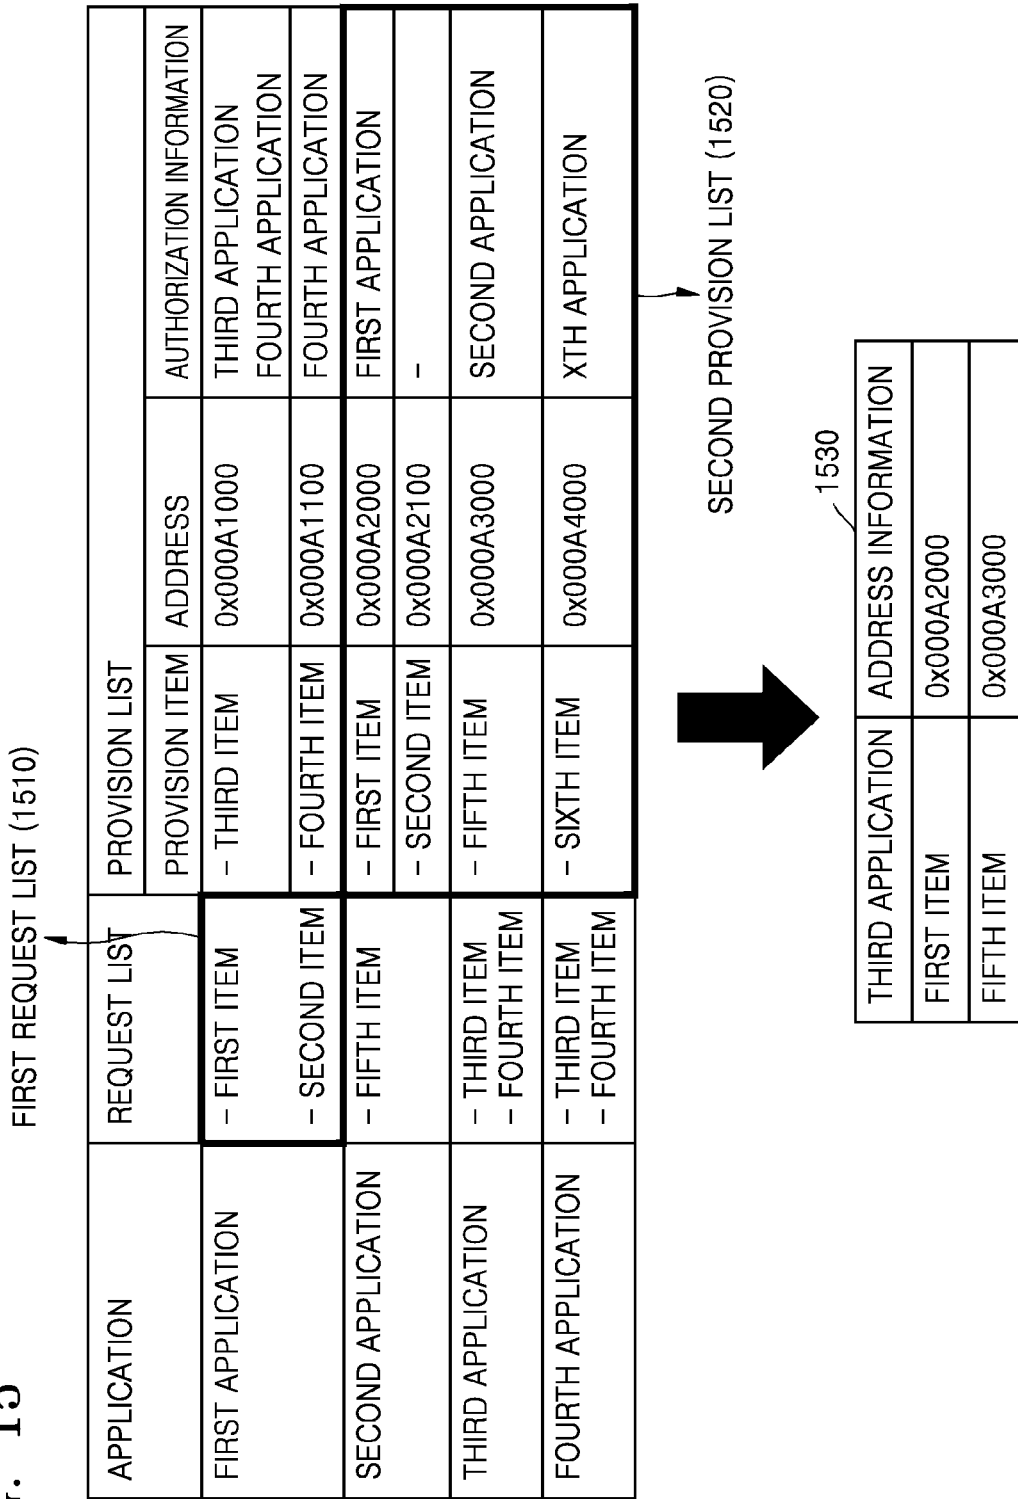 . 15
FIRST REQUEST LIST (1510)
APPLICATION
REQUEST LIST
PROVISION LIST
PROVISION ITEM
ADDRESS
AUTHORIZATION INFORMATION
FIRST APPLICATION
– FIRST ITEM
– SECOND ITEM
– THIRD ITEM
0x000A1000
THIRD APPLICATION
FOURTH APPLICATION
– FOURTH ITEM
0x000A1100
FOURTH APPLICATION
SECOND APPLICATION
– FIFTH ITEM
– FIRST ITEM
0x000A2000
FIRST APPLICATION
– SECOND ITEM
0x000A2100
–
THIRD APPLICATION
– THIRD ITEM
– FOURTH ITEM
– FIFTH ITEM
0x000A3000
SECOND APPLICATION
FOURTH APPLICATION
– THIRD ITEM
– FOURTH ITEM
– SIXTH ITEM
0x000A4000
XTH APPLICATION
SECOND PROVISION LIST (1520)
1530
THIRD APPLICATION
ADDRESS INFORMATION
FIRST ITEM
0x000A2000
FIFTH ITEM
0x000A3000